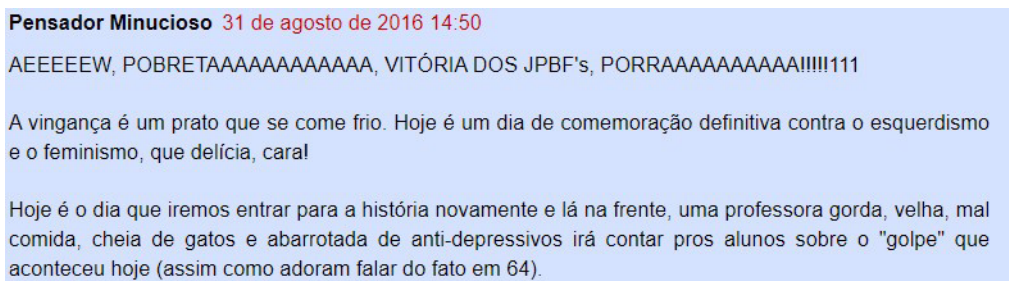 Pensador Minucioso 31 de agosto de 2016 14:50
AEEEEEW, POBRETAAAAAAAAAAAA, VITÓRIA DOS JPBF's, PORRAAAAAAAAAA!!!!!111
A vingança é um prato que se come frio. Hoje é um dia de comemoração definitiva contra o esquerdismo
e o feminismo, que delícia, cara!
Hoje é o dia que iremos entrar para a história novamente e lá na frente, uma professora gorda, velha, mal
comida, cheia de gatos e abarrotada de anti-depressivos irá contar pros alunos sobre o "golpe" que
aconteceu hoje (assim como adoram falar do fato em 64).